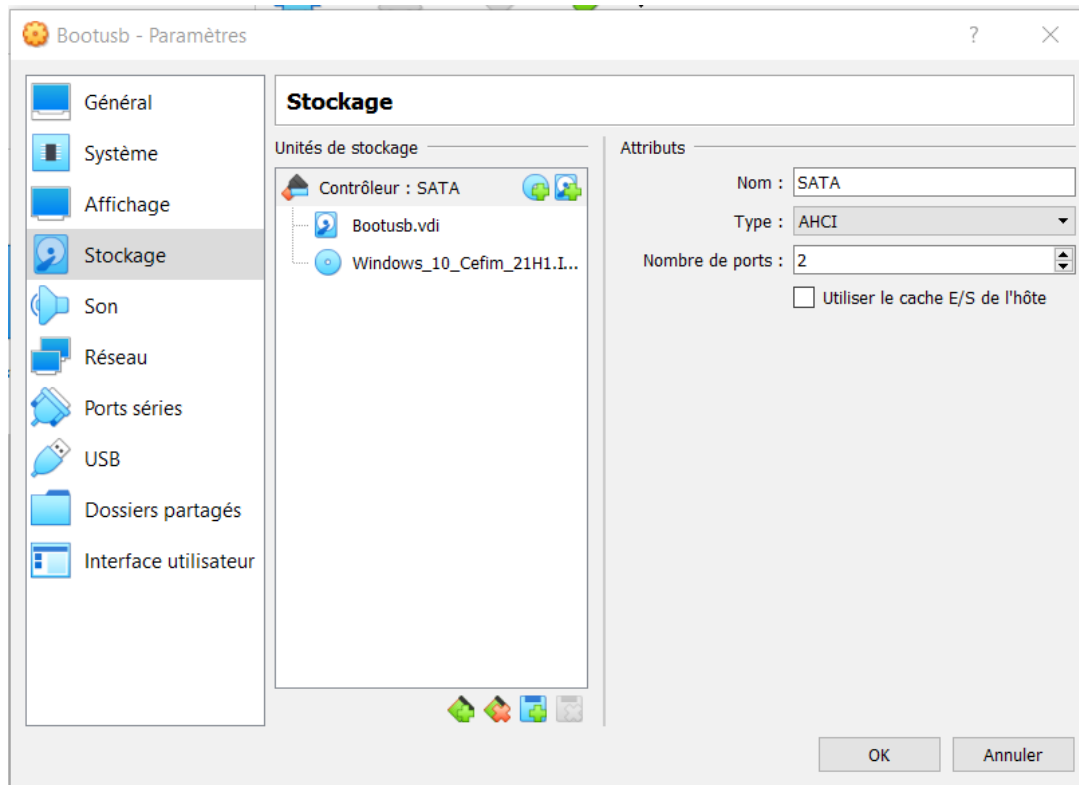 Bootusb - Paramètres
?
Général
Système
Affichage
Stockage
Son
Réseau
Ports séries
USB
Dossiers partagés
Interface utilisateur
Stockage
Unités de stockage
Contrôleur : SATA
Bootusb.vdi
Windows_10_Cefim_21H1.I...
Attributs
Nom : SATA
Type : AHCI
Nombre de ports : 2
Utiliser le cache E/S de l'hôte
OK Annuler